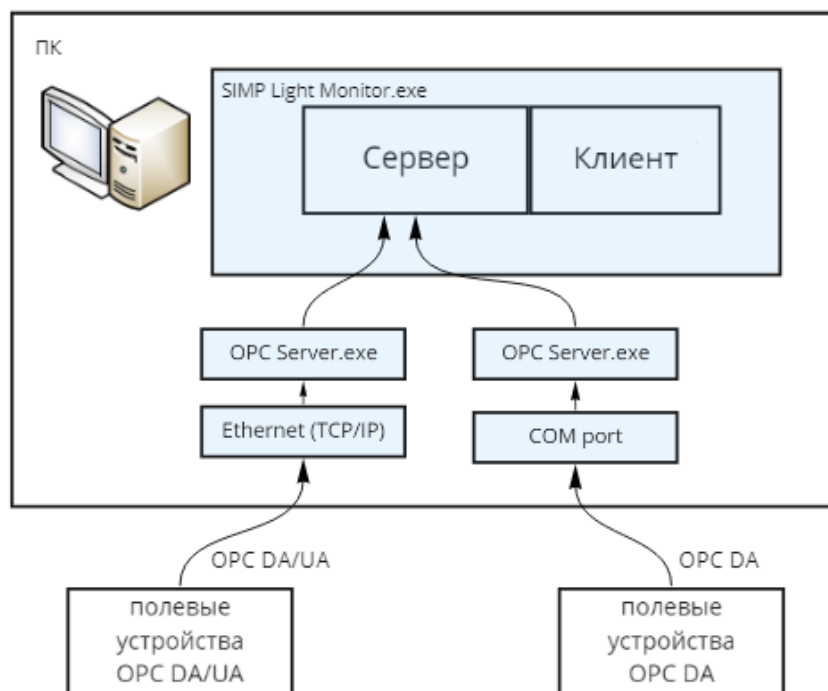 ПК
SIMP Light Monitor.exe
Сервер
Клиент
OPC Server.exe
OPC Server.exe
Ethernet (TCP/IP)
COM port
OPC DA/UA
OPC DA
полевые
устройства
OPC DA/UA
полевые
устройства
OPC DA